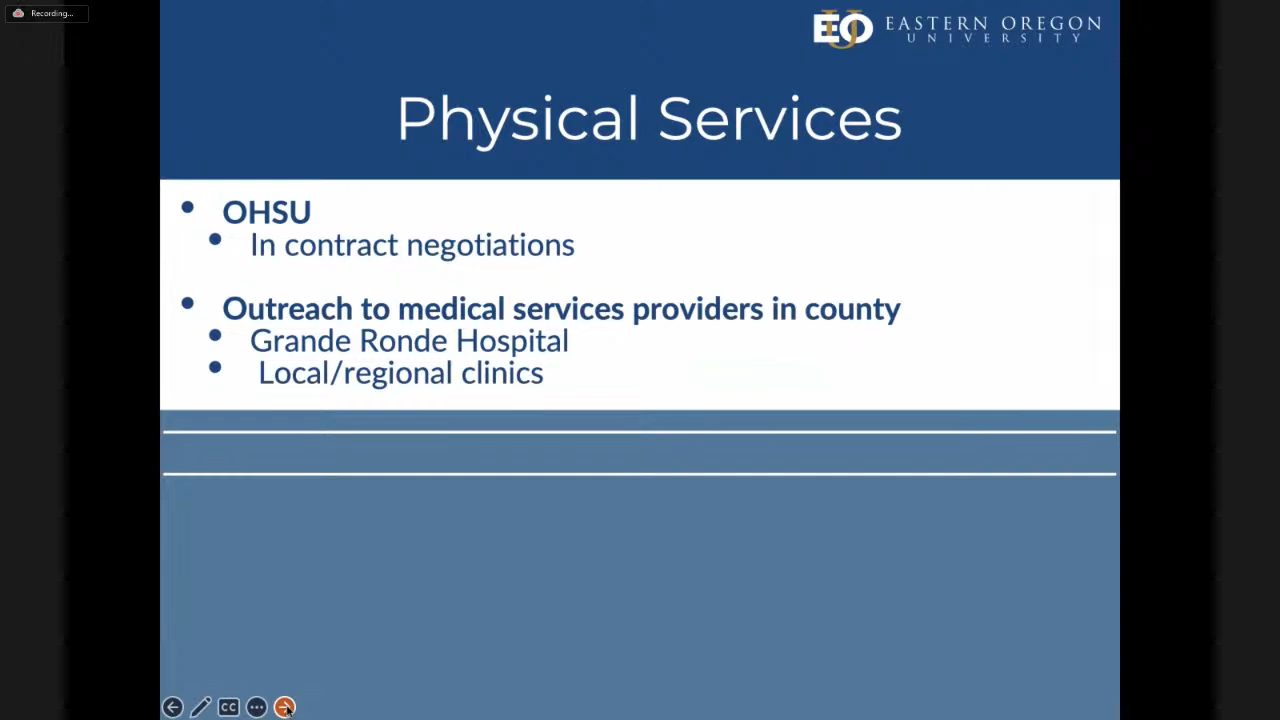 Recording...
EOU EASTERN OREGON
UNIVERSITY
Physical Services
• OHSU
• In contract negotiations
• Outreach to medical services providers in county
• Grande Ronde Hospital
• Local/regional clinics
CC